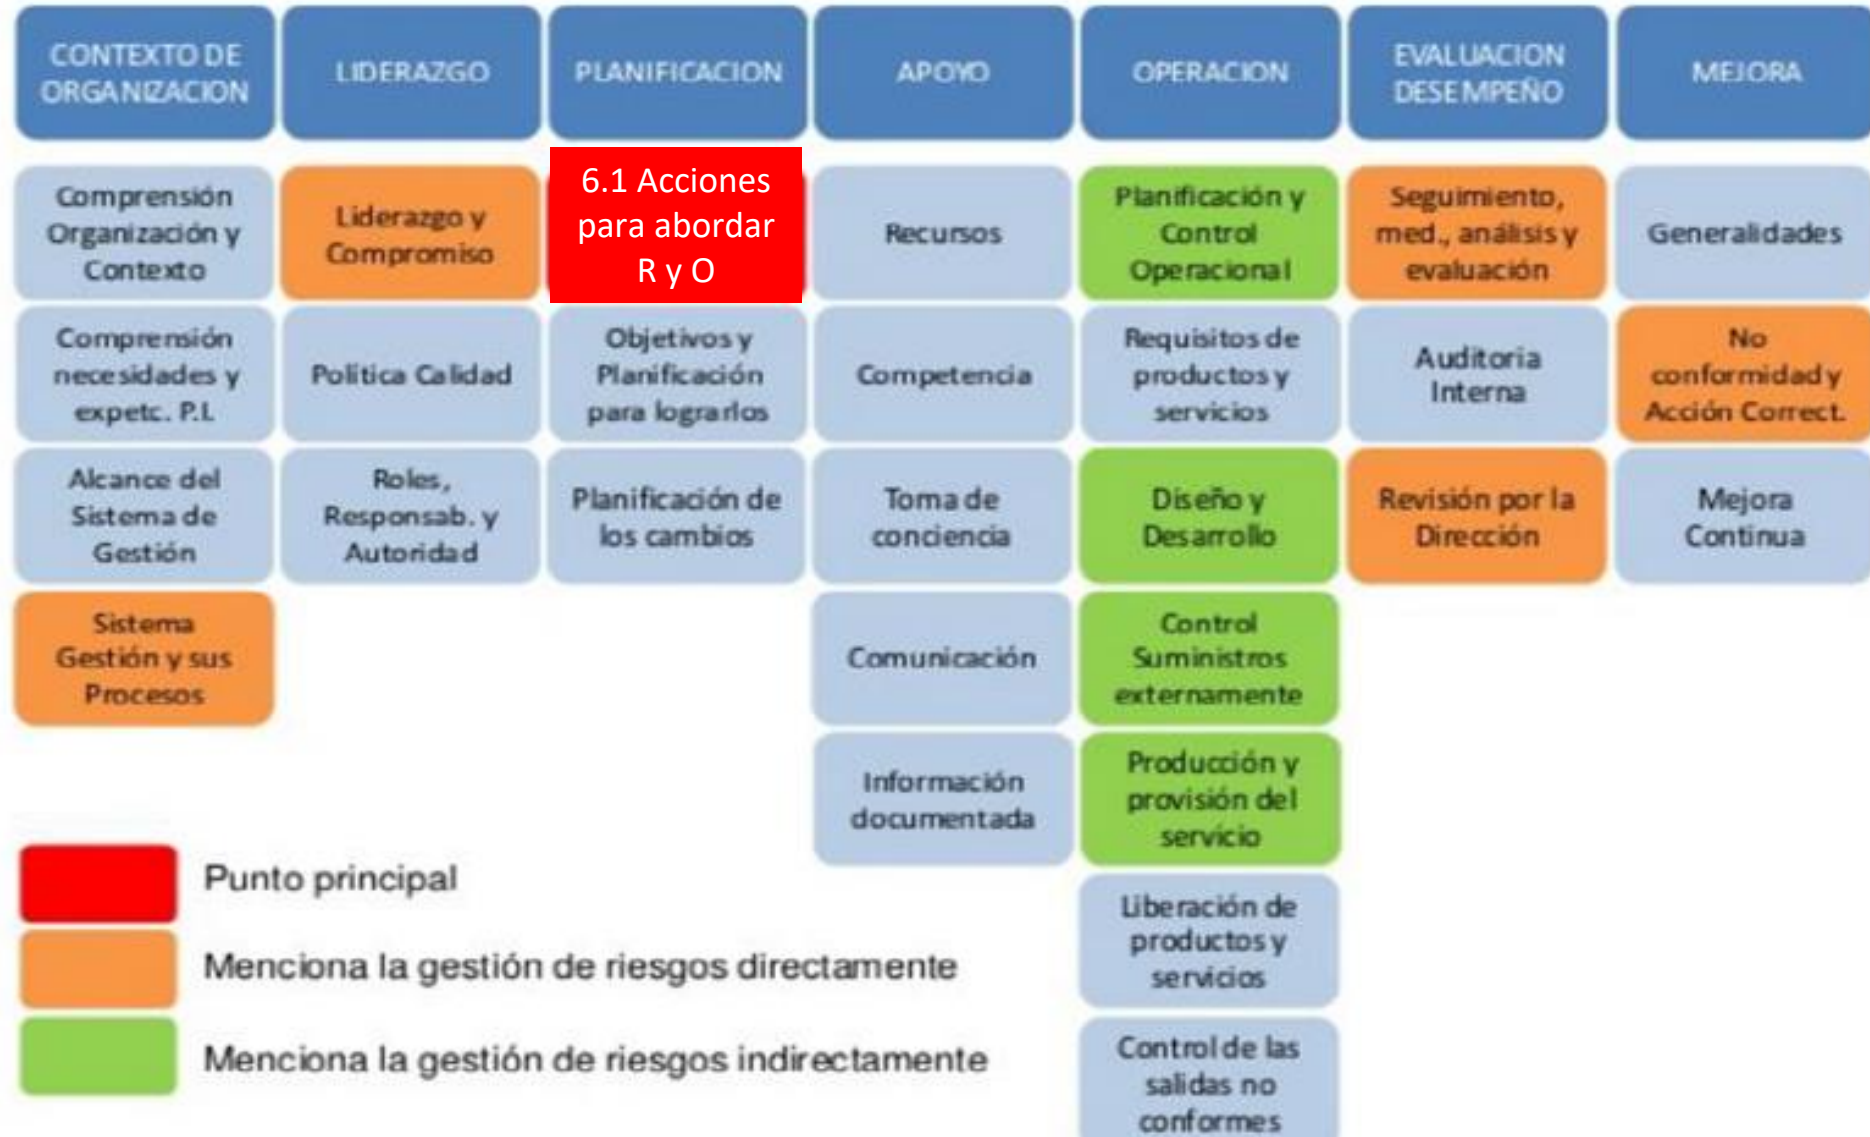 CONTEXTO DE
ORGANIZACION
LIDERAZGO
PLANIFICACION
APOYO
OPERACION
EVALUACION
DESEMPEÑO
MEJORA
Comprensión
Organización y
Contexto
Liderazgo y
Compromiso
6.1 Acciones
para abordar
R y O
Recursos
Planificación y
Control
Operacional
Seguimiento,
med., análisis y
evaluación
Generalidades
Comprensión
necesidades y
expetc. P.I.
Política Calidad
Objetivos y
Planificación
para lograrlos
Competencia
Requisitos de
productos y
servicios
Auditoria
Interna
No
conformidad y
Acción Correct.
Alcance del
Sistema de
Gestión
Roles,
Responsab. y
Autoridad
Planificación de
los cambios
Toma de
conciencia
Diseño y
Desarrollo
Revisión por la
Dirección
Mejora
Continua
Sistema
Gestión y sus
Procesos
Comunicación
Control
Suministros
externamente
Información
documentada
Producción y
provisión del
servicio
Liberación de
productos y
servicios
Control de las
salidas no
conformes
Punto principal
Menciona la gestión de riesgos directamente
Menciona la gestión de riesgos indirectamente